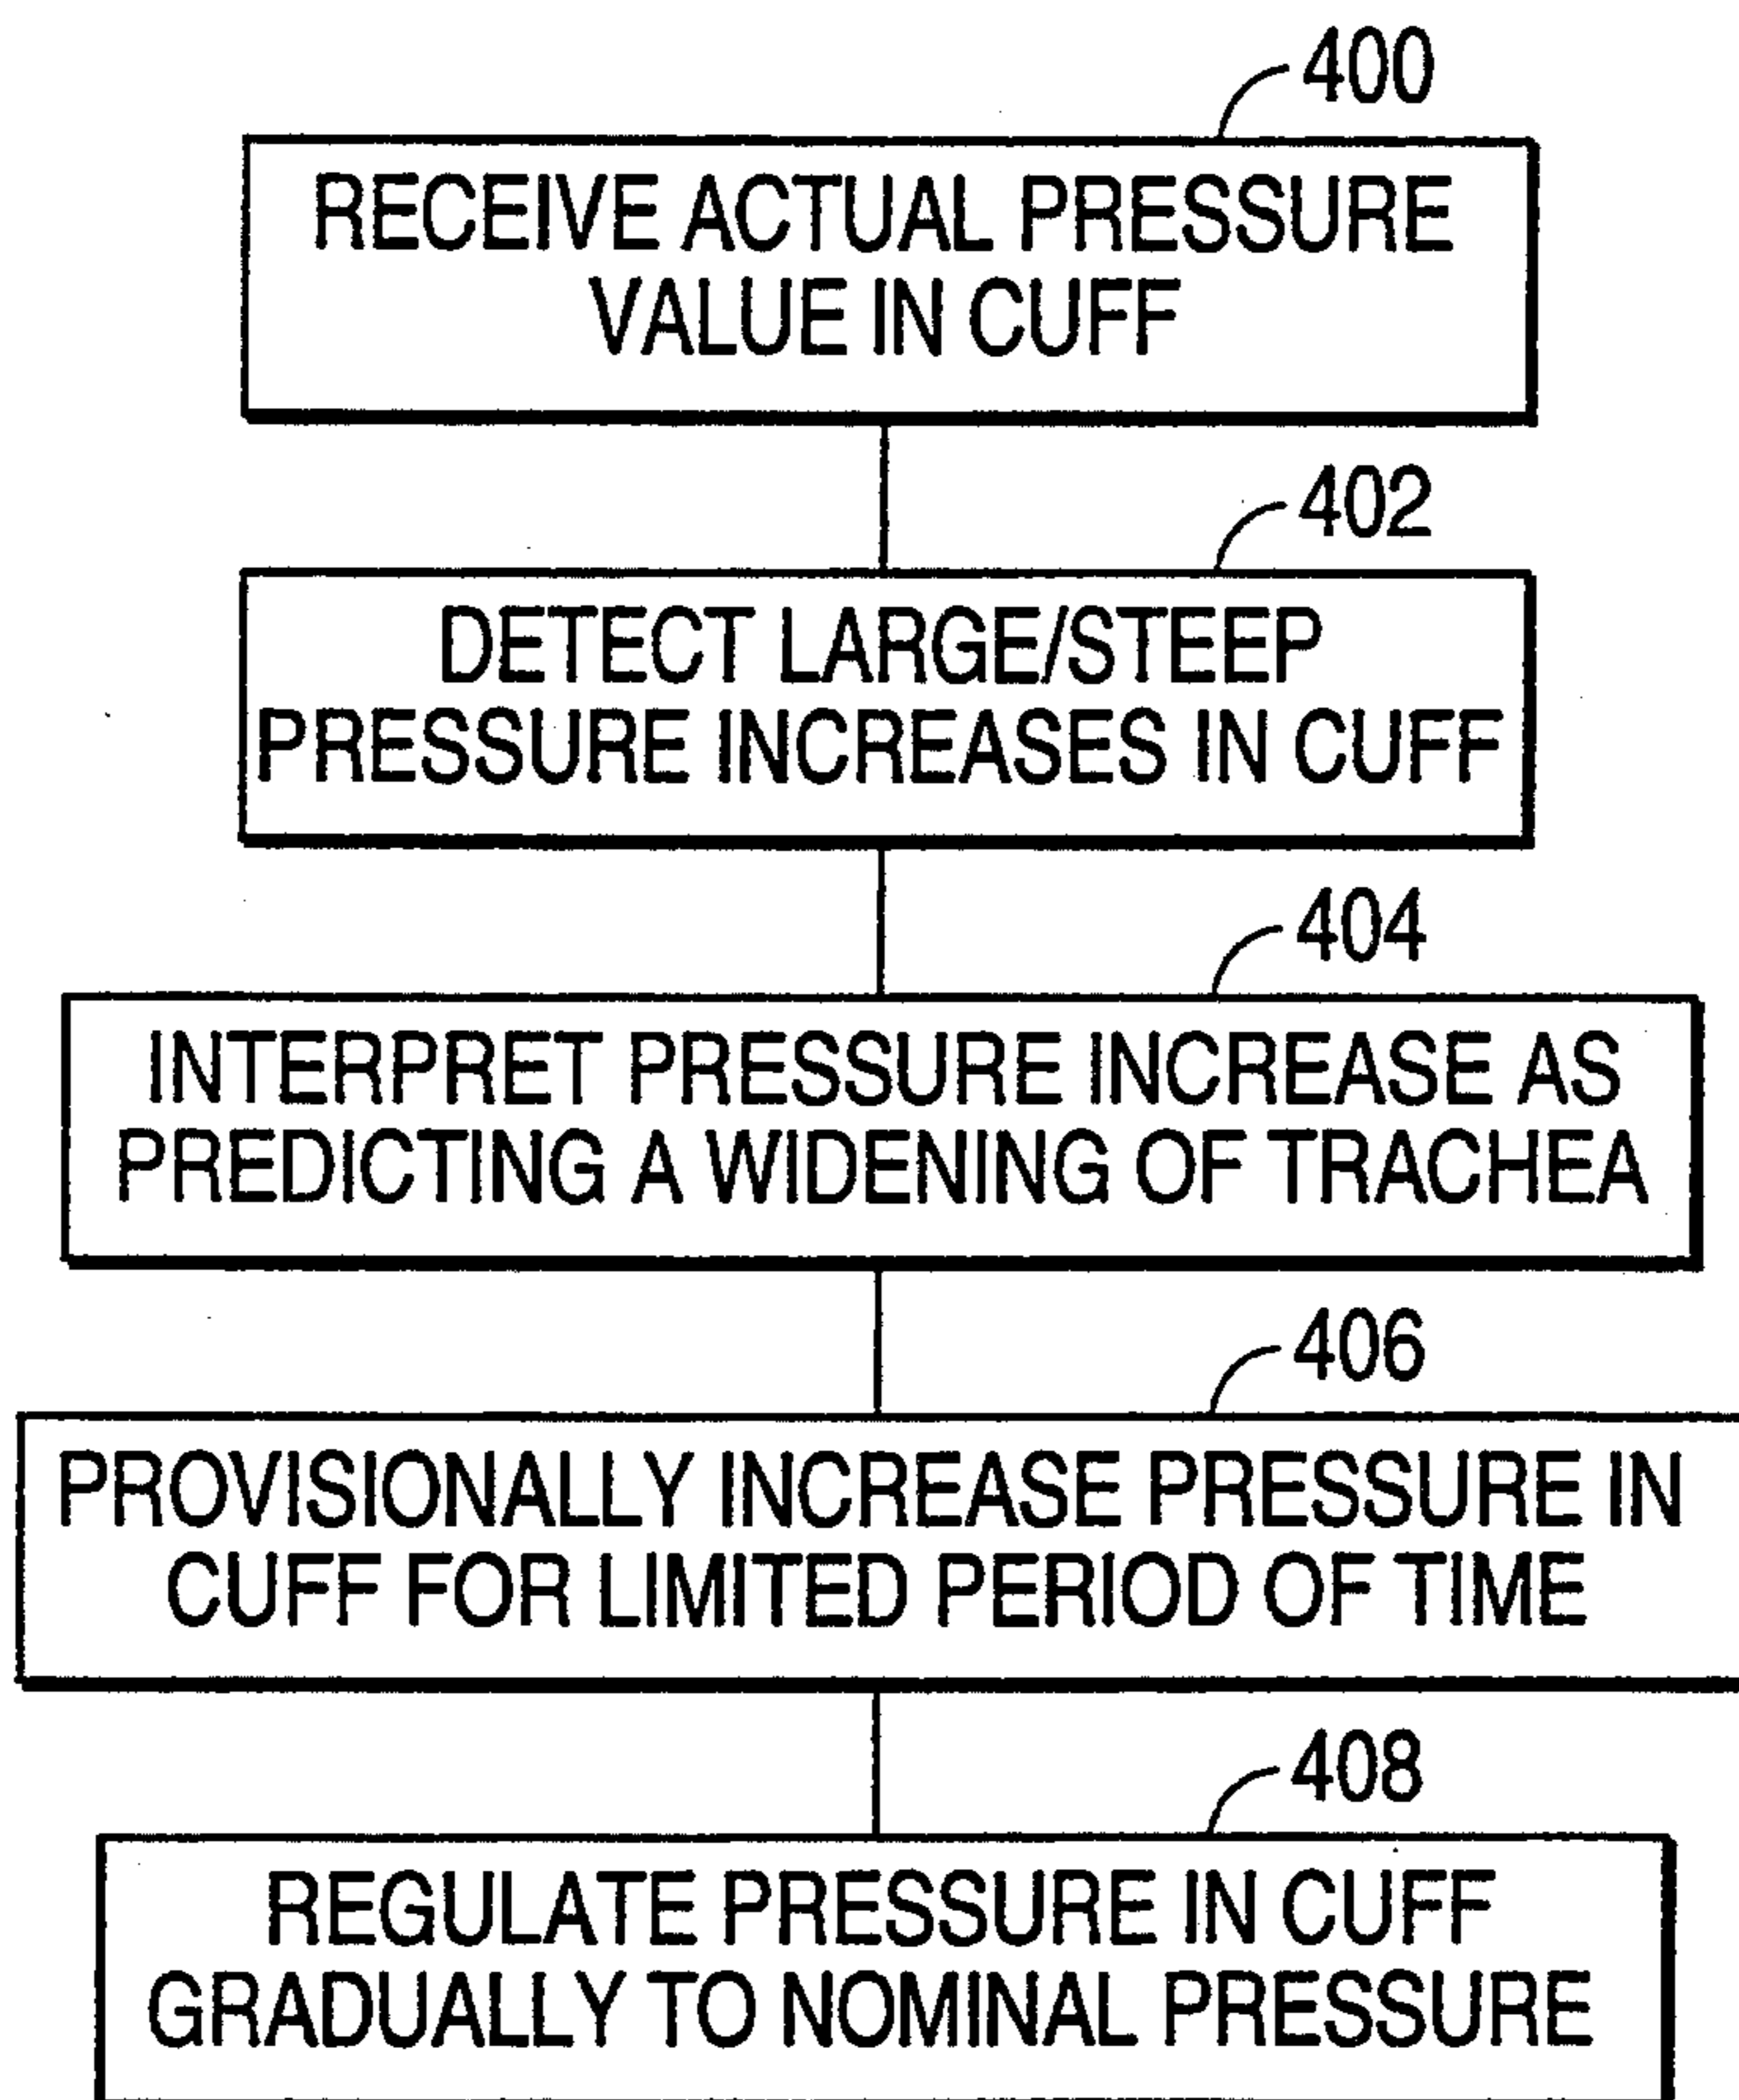 400
RECEIVE ACTUAL PRESSURE
VALUE IN CUFF
402
DETECT LARGE/STEEP
PRESSURE INCREASES IN CUFF
404
INTERPRET PRESSURE INCREASE AS
PREDICTING A WIDENING OF TRACHEA
406
PROVISIONALLY INCREASE PRESSURE IN
CUFF FOR LIMITED PERIOD OF TIME
408
REGULATE PRESSURE IN CUFF
GRADUALLY TO NOMINAL PRESSURE